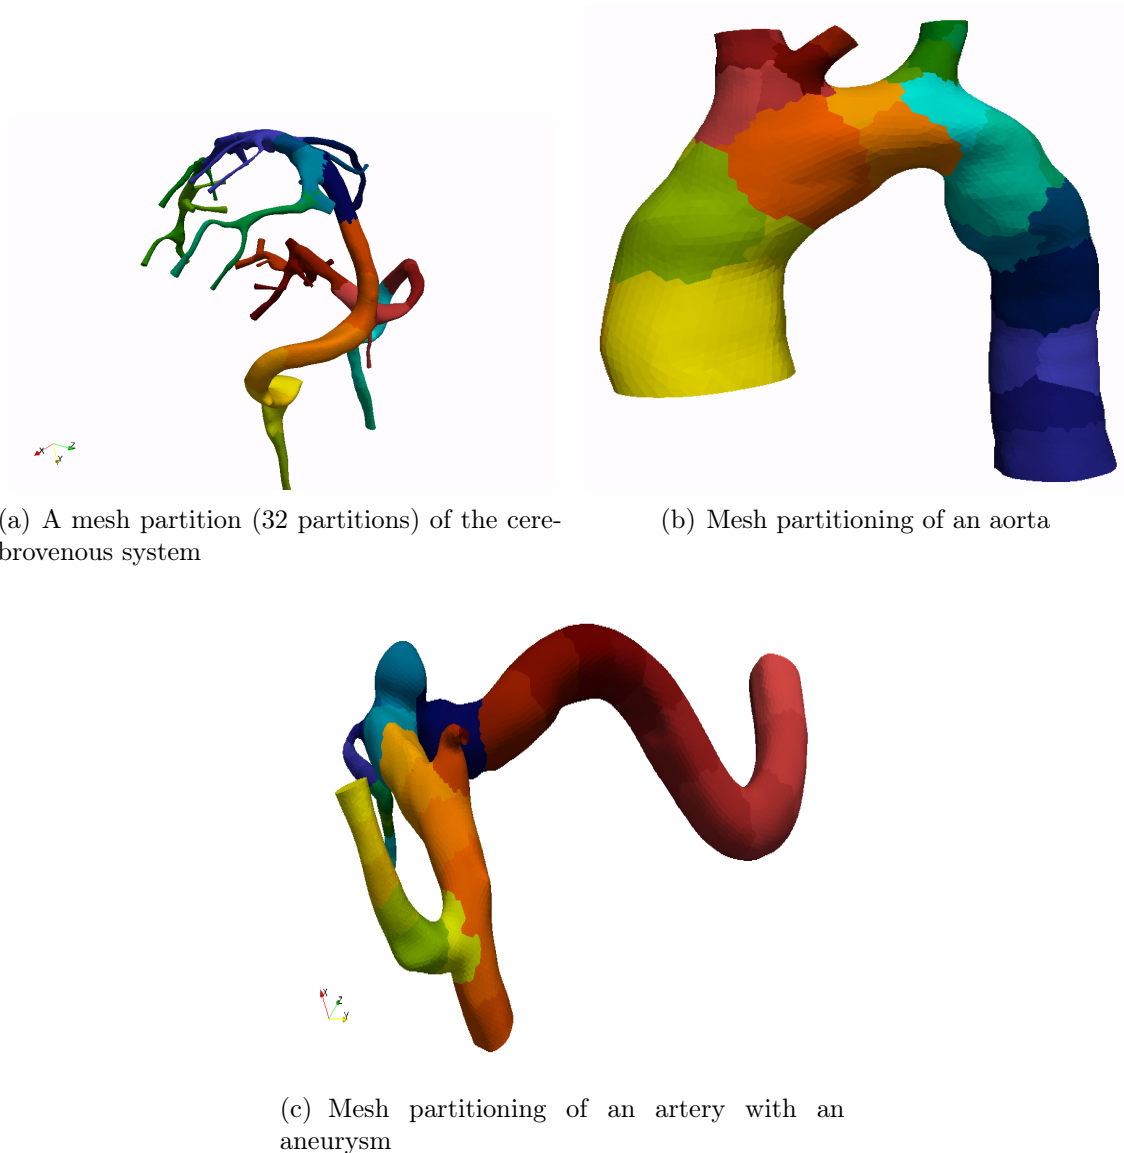 X Z
Y
(a) A mesh partition (32 partitions) of the cere-
brovenous system
(b) Mesh partitioning of an aorta
X
Z
Y
(c) Mesh partitioning of an artery with an
aneurysm